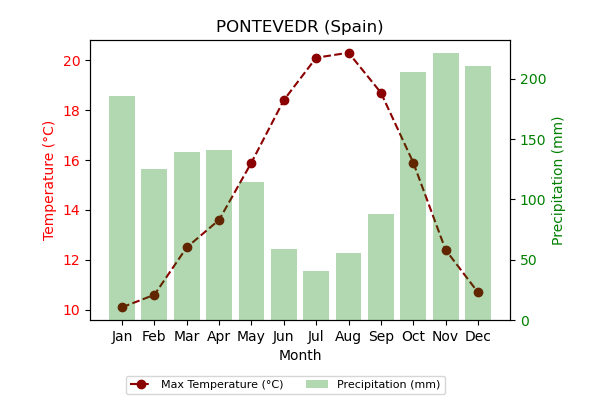 PONTEVEDR (Spain)
Temperature (°C)
20
18
16
14
12
10
200
150
100
50
0
Precipitation (mm)
Jan Feb Mar Apr May Jun Jul Aug Sep Oct Nov Dec
Month
Max Temperature (°C) Precipitation (mm)